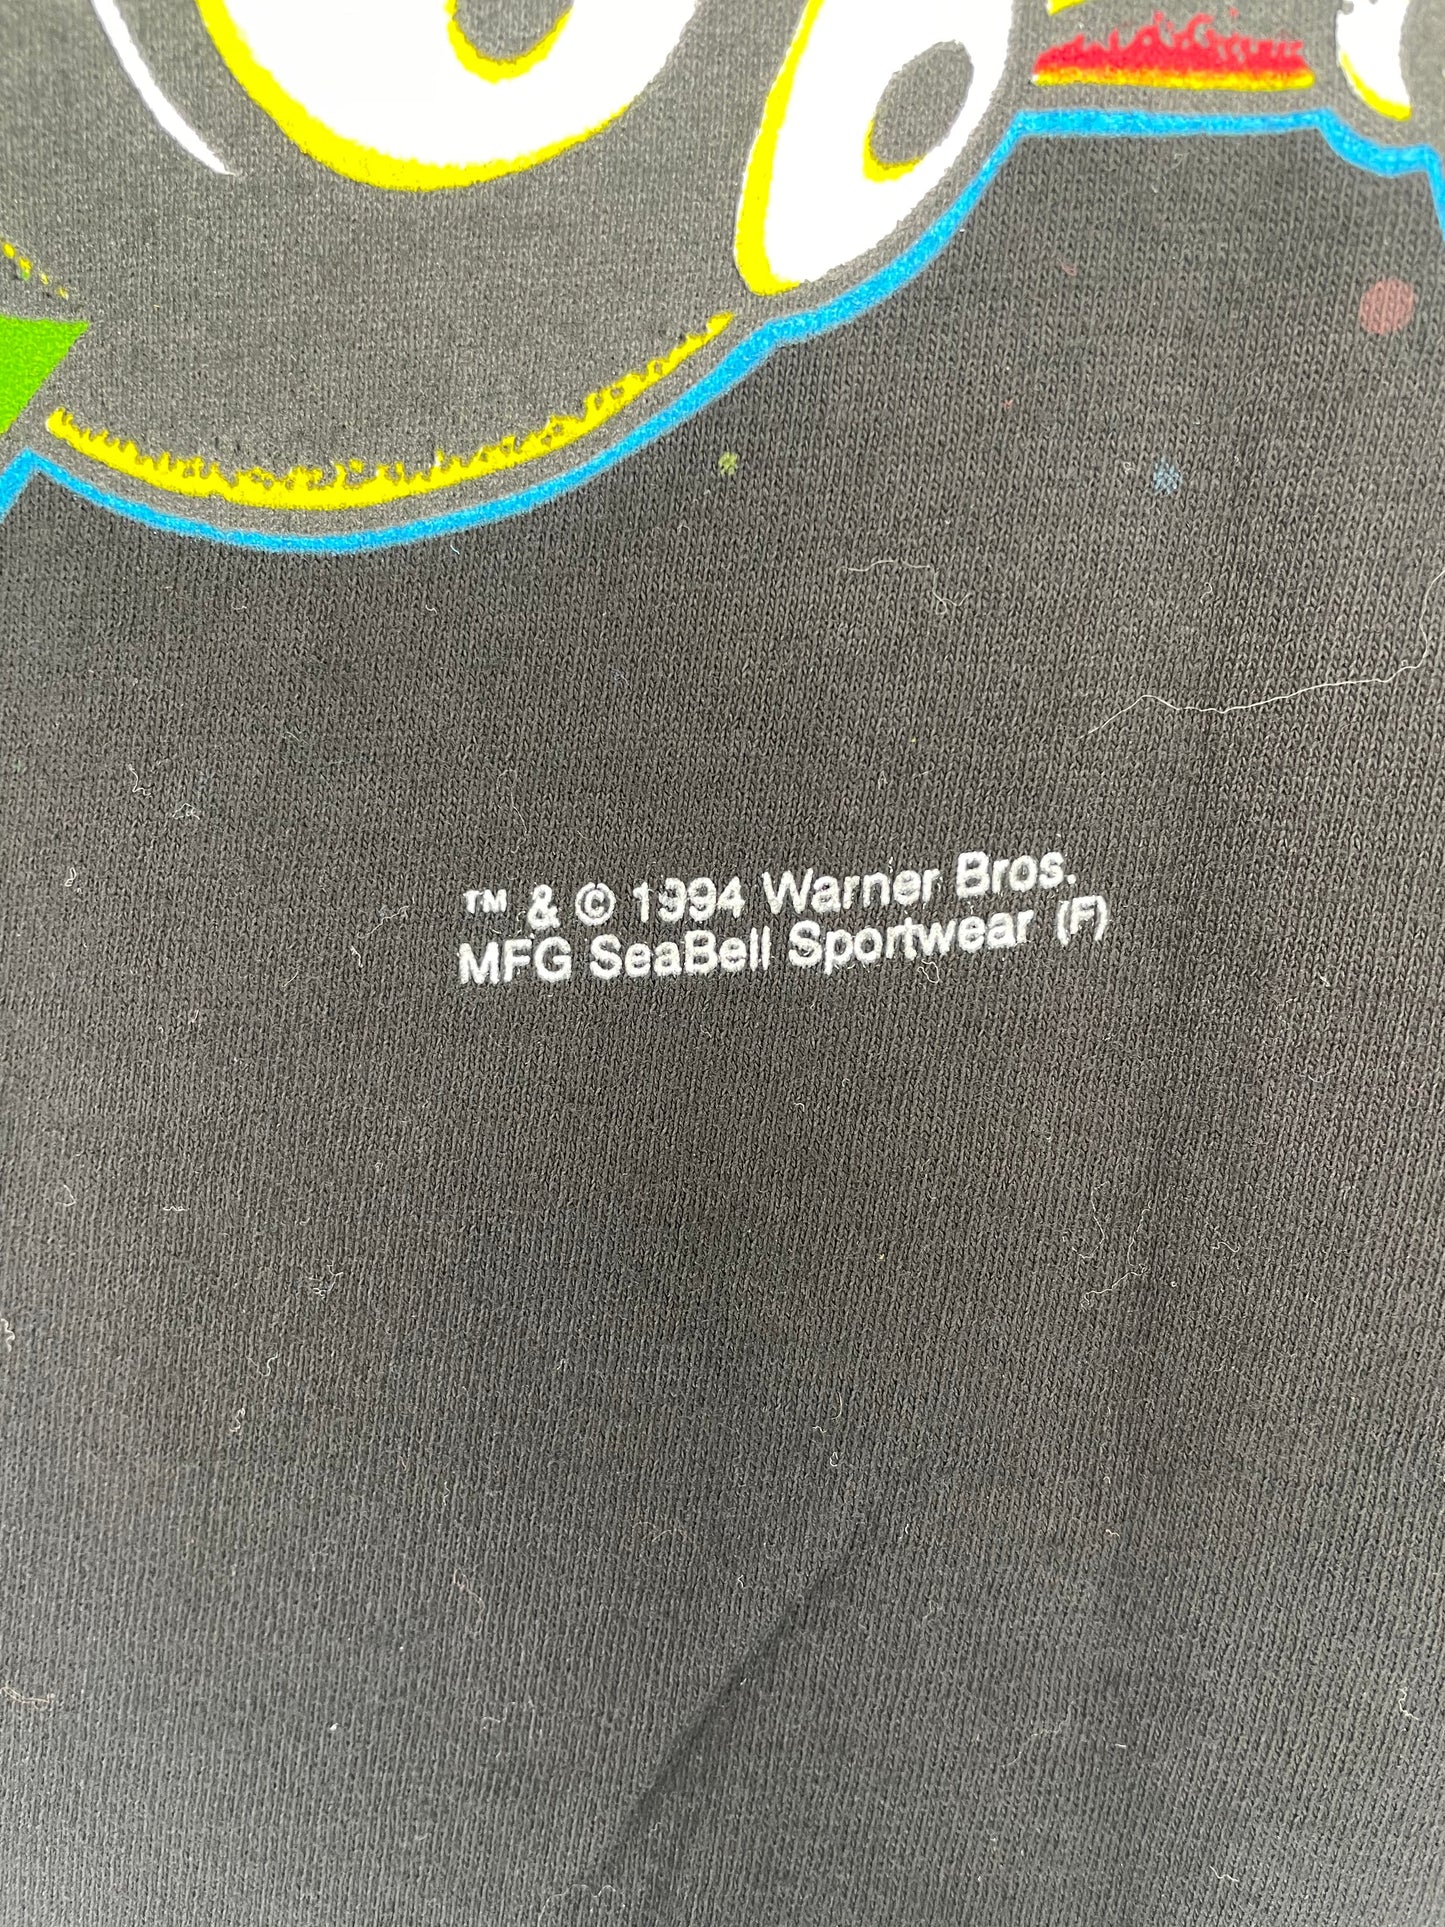 ™ & © 1994 Warner Bros.
MFG SeaBell Sportwear (F)